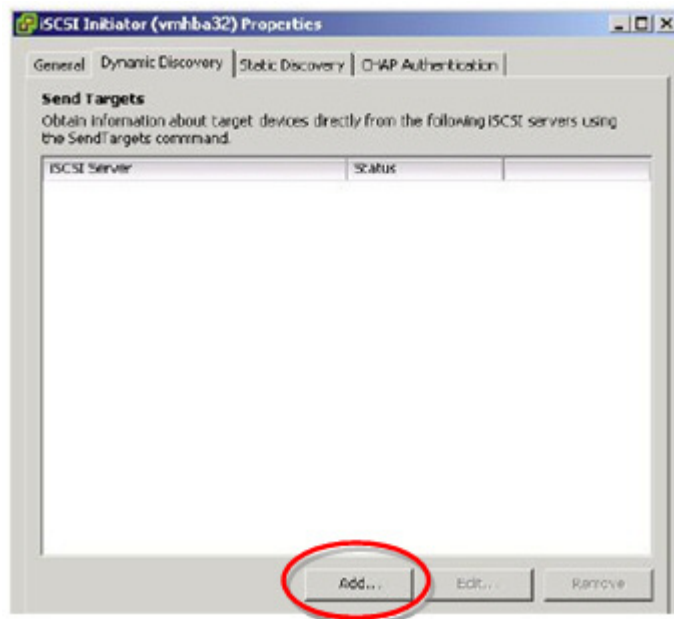 iSCSI Initiator (vmhba32) Properties
General Dynamic Discovery Static Discovery CHAP Authentication
Send Targets
Obtain information about target devices directly from the following iSCSI servers using
the SendTargets command.
iSCSI Server Status
Add... Edit... Remove